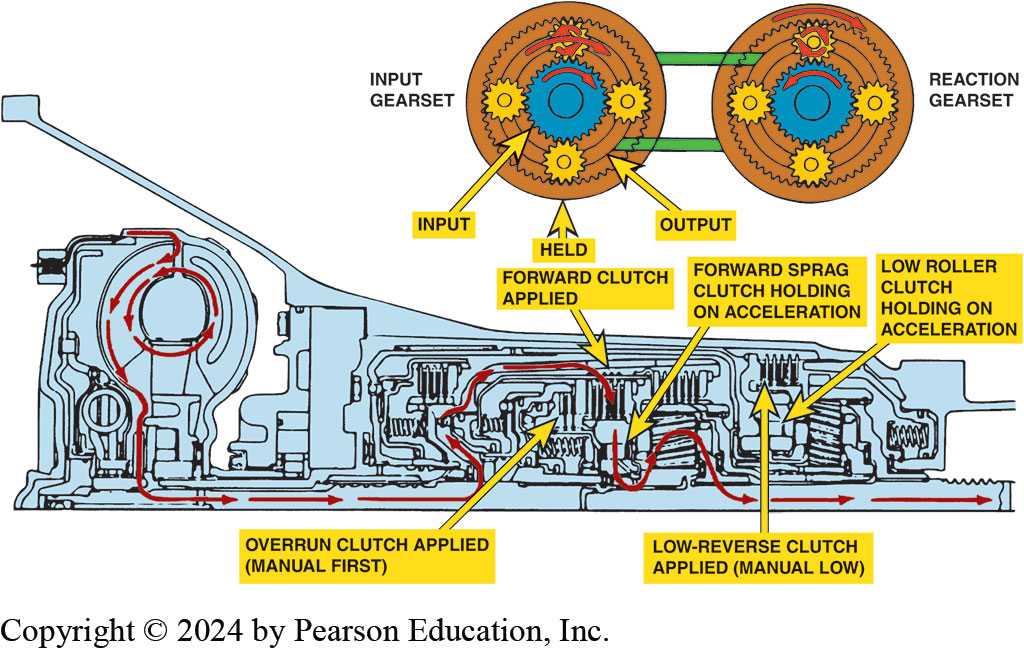 INPUT
GEARSET
REACTION
GEARSET
INPUT
OUTPUT
HELD
FORWARD CLUTCH
APPLIED
FORWARD SPRAG
CLUTCH HOLDING
ON ACCELERATION
LOW ROLLER
CLUTCH
HOLDING ON
ACCELERATION
OVERRUN CLUTCH APPLIED
(MANUAL FIRST)
LOW-REVERSE CLUTCH
APPLIED (MANUAL LOW)
Copyright © 2024 by Pearson Education, Inc.